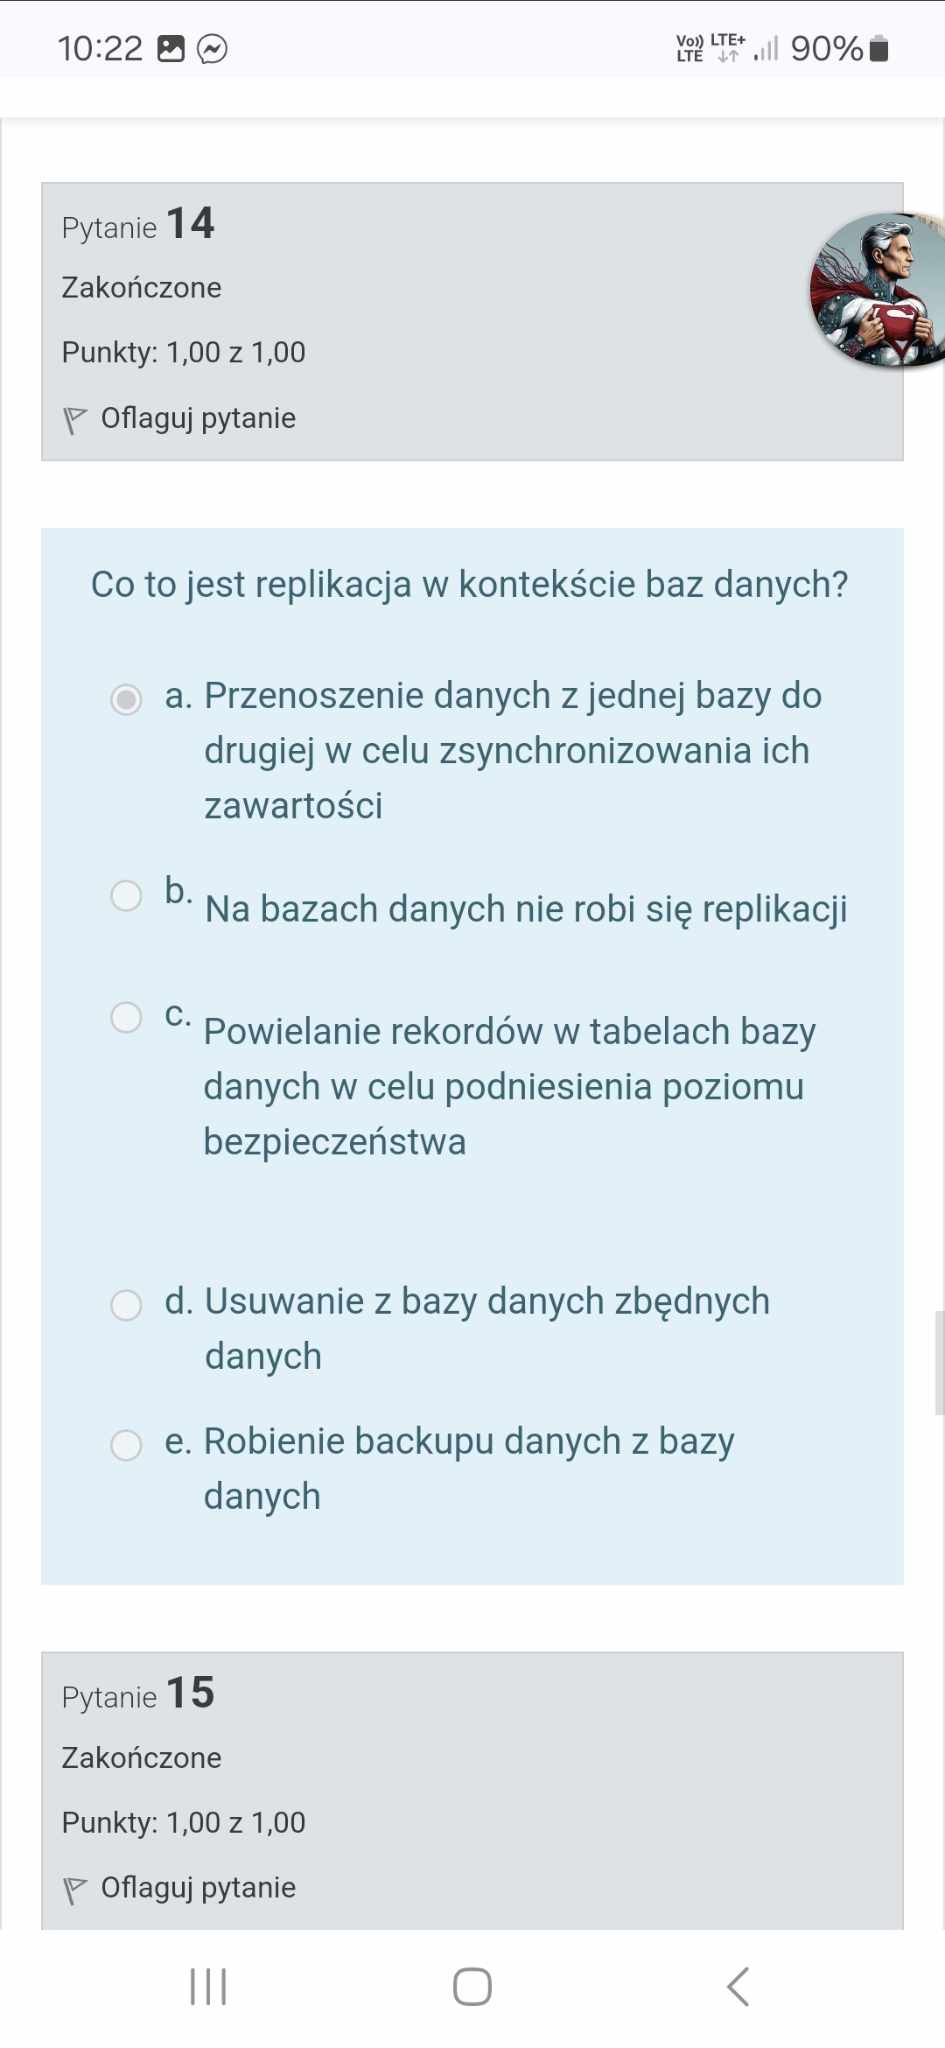 10:22
Vo)) LTE+
LTE
90%
Pytanie 14
Zakończone
Punkty: 1,00 z 1,00
Oflaguj pytanie
Co to jest replikacja w kontekście baz danych?
a. Przenoszenie danych z jednej bazy do
drugiej w celu zsynchronizowania ich
zawartości
b. Na bazach danych nie robi się replikacji
c. Powielanie rekordów w tabelach bazy
danych w celu podniesienia poziomu
bezpieczeństwa
d. Usuwanie z bazy danych zbędnych
danych
e. Robienie backupu danych z bazy
danych
Pytanie 15
Zakończone
Punkty: 1,00 z 1,00
Oflaguj pytanie